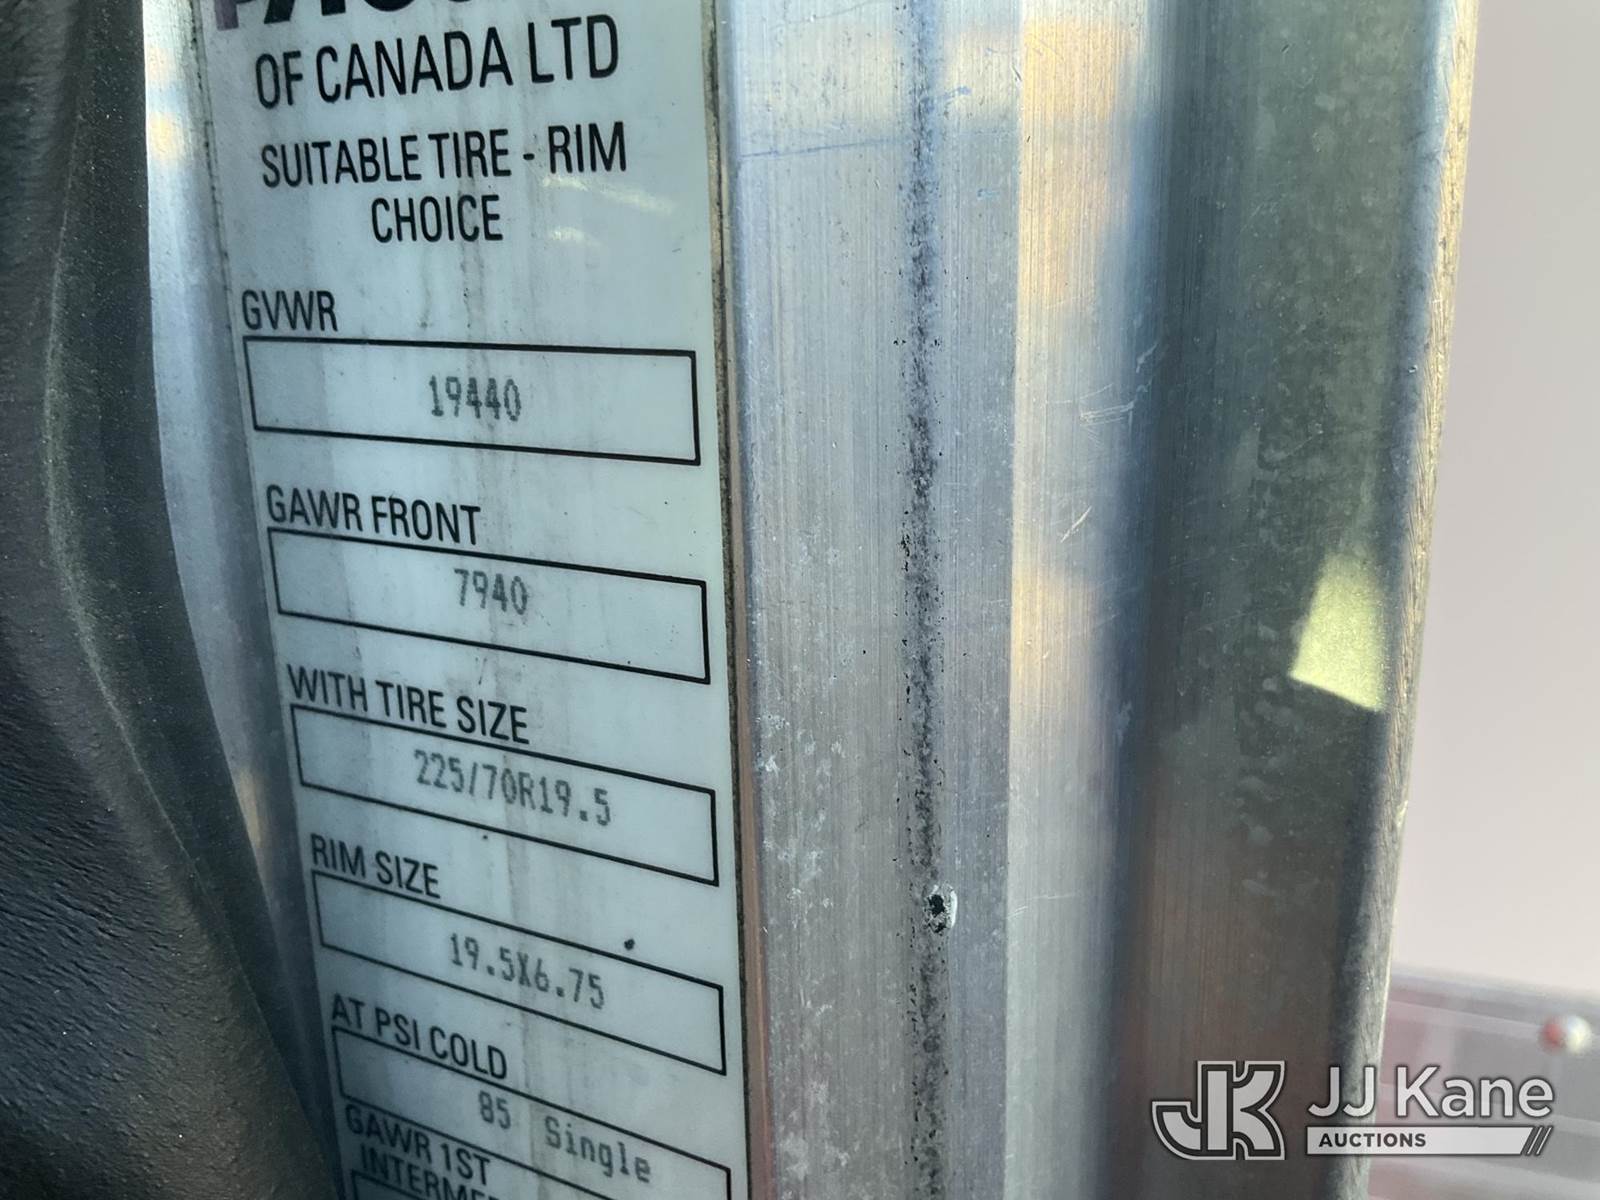 OF CANADA LTD
SUITABLE TIRE - RIM
CHOICE
GVWR
19440
GAWR FRONT
7940
WITH TIRE SIZE
225/70R19.5
RIM SIZE
19.5X6.75
AT PSI COLD
85 Single
GAWR 1ST
JK JJ Kane
AUCTIONS